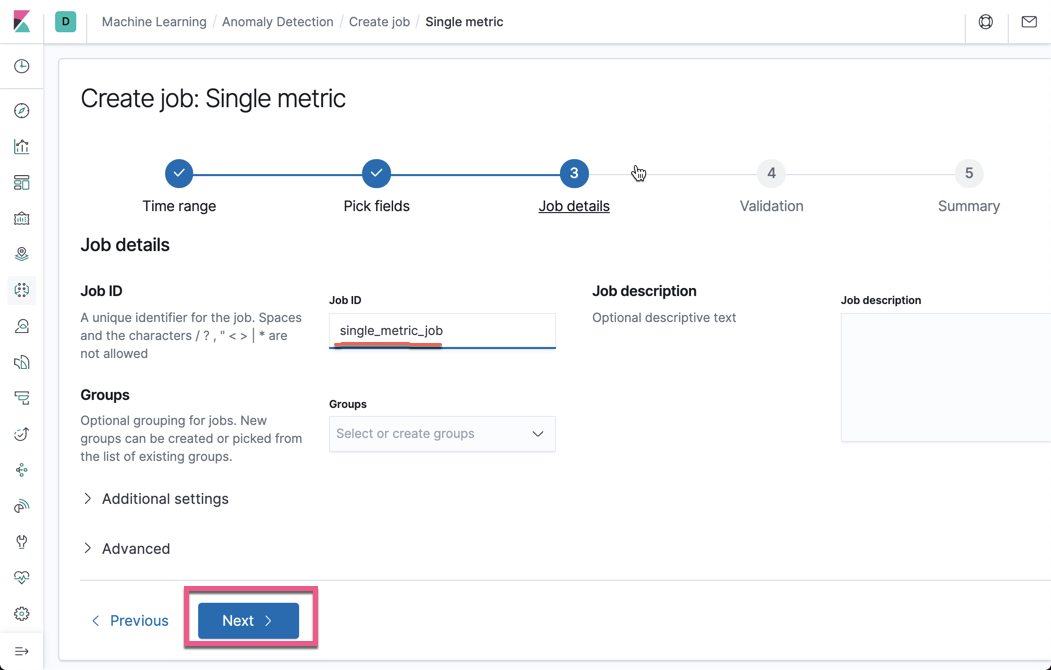 D
Machine Learning / Anomaly Detection / Create job / Single metric
Create job: Single metric
3
4
5
Time range
Pick fields
Job details
Validation
Summary
Job details
Job ID
A unique identifier for the job. Spaces
and the characters / ? , " < > | * are
not allowed
Job ID
single_metric_job
Job description
Optional descriptive text
Job description
Groups
Optional grouping for jobs. New
groups can be created or picked from
the list of existing groups.
Groups
Select or create groups
Additional settings
Advanced
Previous
Next